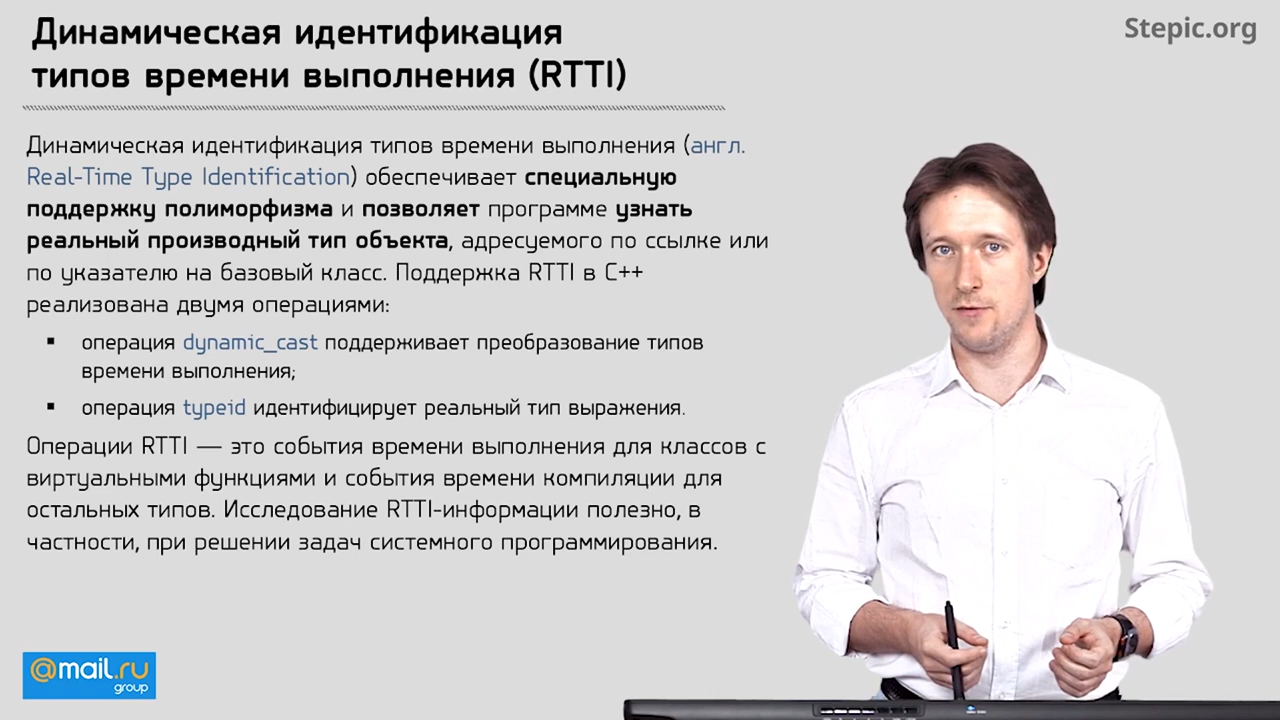 Динамическая идентификация
типов времени выполнения (RTTI)
Stepic.org
Динамическая идентификация типов времени выполнения (англ.
Real-Time Type Identification) обеспечивает специальную
поддержку полиморфизма и позволяет программе узнать
реальный производный тип объекта, адресуемого по ссылке или
по указателю на базовый класс. Поддержка RTTI в C++
реализована двумя операциями:
▪ операция dynamic_cast поддерживает преобразование типов
времени выполнения;
▪ операция typeid идентифицирует реальный тип выражения.
Операции RTTI — это события времени выполнения для классов с
виртуальными функциями и события времени компиляции для
остальных типов. Исследование RTTI-информации полезно, в
частности, при решении задач системного программирования.
@mail.ru
group